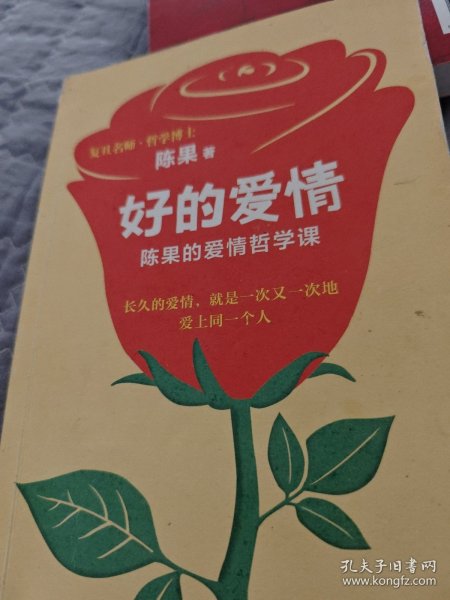 复旦名师·哲学博士
陈果 著
好的爱情
陈果的爱情哲学课
长久的爱情，就是一次又一次地
爱上同一个人
孔夫子旧书网
www.kongfz.com